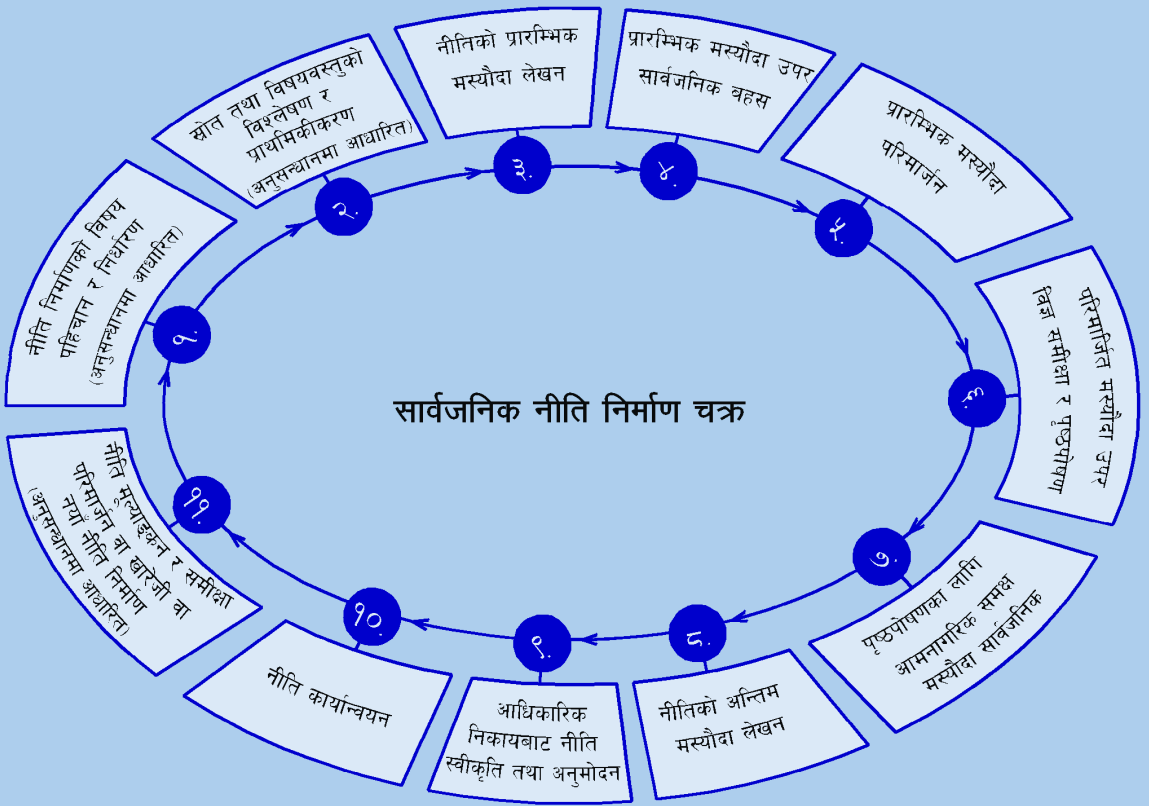 सार्वजनिक नीति निर्माण चक्र
१.
नीति निर्माणको विषय
पहिचान र निर्धारण
(अनुसन्धानमा आधारित)
२.
स्रोत तथा विषयवस्तुको
विश्लेषण र
प्राथमिकीकरण
(अनुसन्धानमा आधारित)
३.
नीतिको प्रारम्भिक
मस्यौदा लेखन
४.
प्रारम्भिक मस्यौदा उपर
सार्वजनिक बहस
५.
प्रारम्भिक मस्यौदा
परिमार्जन
६.
परिमार्जित मस्यौदा उपर
विज्ञ समीक्षा र पृष्ठपोषण
७.
पृष्ठपोषणका लागि
आमनागरिक समक्ष
मस्यौदा सार्वजनिक
८.
नीतिको अन्तिम
मस्यौदा लेखन
९.
आधिकारिक
निकायबाट नीति
स्वीकृति तथा अनुमोदन
१०.
नीति कार्यान्वयन
११.
नीति मूल्याङ्कन र समीक्षा
परिमार्जन वा खारेजी वा
नयाँ नीति निर्माण
(अनुसन्धानमा आधारित)